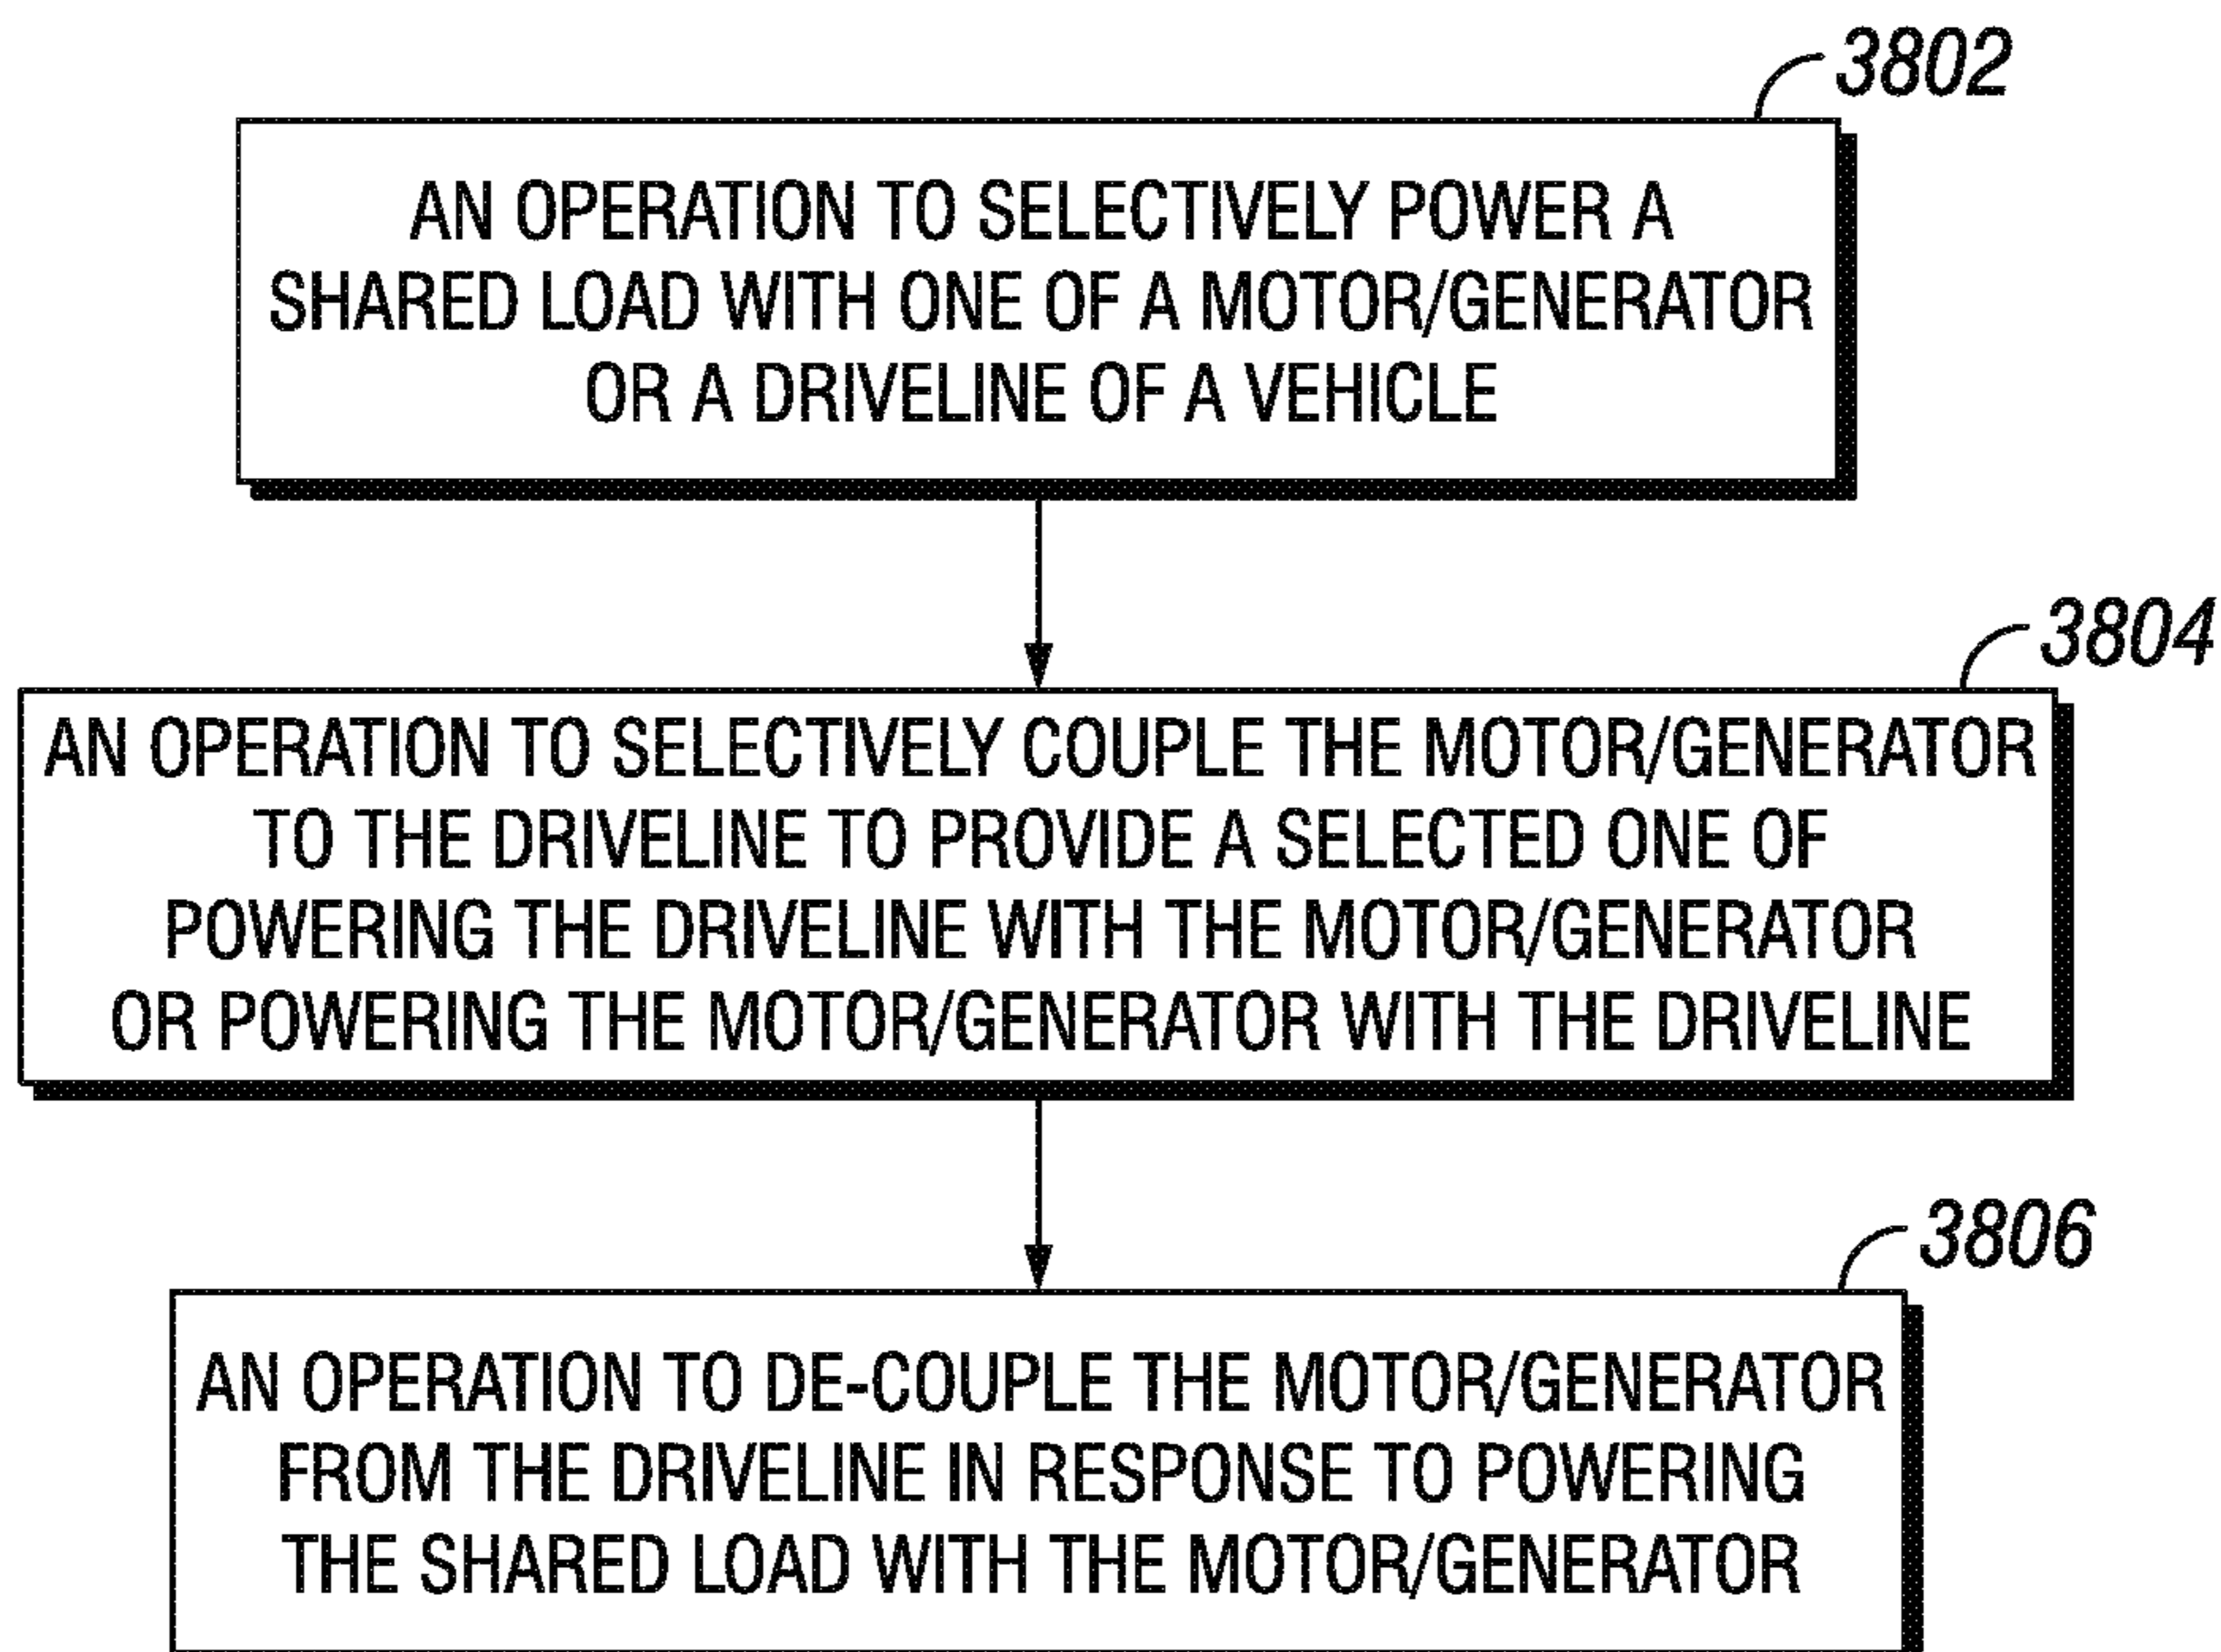 3802
AN OPERATION TO SELECTIVELY POWER A
SHARED LOAD WITH ONE OF A MOTOR/GENERATOR
OR A DRIVELINE OF A VEHICLE
3804
AN OPERATION TO SELECTIVELY COUPLE THE MOTOR/GENERATOR
TO THE DRIVELINE TO PROVIDE A SELECTED ONE OF
POWERING THE DRIVELINE WITH THE MOTOR/GENERATOR
OR POWERING THE MOTOR/GENERATOR WITH THE DRIVELINE
3806
AN OPERATION TO DE-COUPLE THE MOTOR/GENERATOR
FROM THE DRIVELINE IN RESPONSE TO POWERING
THE SHARED LOAD WITH THE MOTOR/GENERATOR